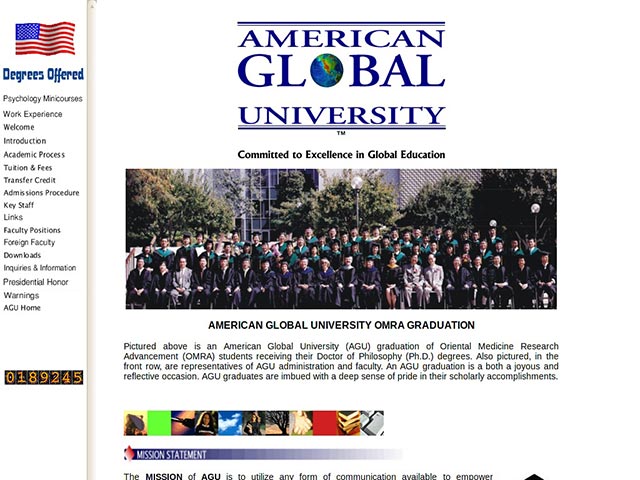 Degrees Offered
Psychology Minicourses
Work Experience
Welcome
Introduction
Academic Process
Tuition & Fees
Transfer Credit
Admissions Procedure
Key Staff
Links
Faculty Positions
Foreign Faculty
Downloads
Inquiries & Information
Presidential Honor
Warnings
AGU Home
0189245
AMERICAN
GLOBAL
UNIVERSITY
™
Committed to Excellence in Global Education
AMERICAN GLOBAL UNIVERSITY OMRA GRADUATION
Pictured above is an American Global University (AGU) graduation of Oriental Medicine Research
Advancement (OMRA) students receiving their Doctor of Philosophy (Ph.D.) degrees. Also pictured, in the
front row, are representatives of AGU administration and faculty. An AGU graduation is a both a joyous and
reflective occasion. AGU graduates are imbued with a deep sense of pride in their scholarly accomplishments.
MISSION STATEMENT
The MISSION of AGU is to utilize any form of communication available to empower